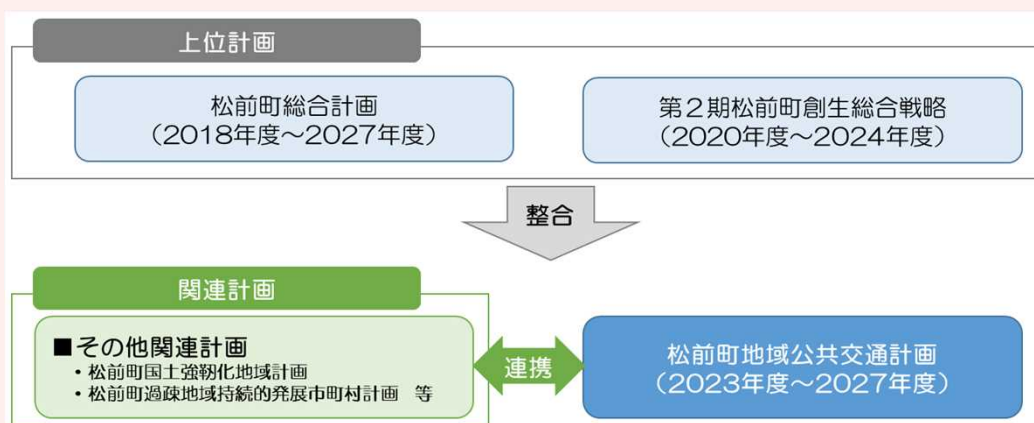 上位計画
松前町総合計画
（2018年度～2027年度）
第２期松前町創生総合戦略
（2020年度～2024年度）
整合
関連計画
■その他関連計画
・松前町国土強靭化地域計画
・松前町過疎地域持続的発展市町村計画　等
連携
松前町地域公共交通計画
（2023年度～2027年度）